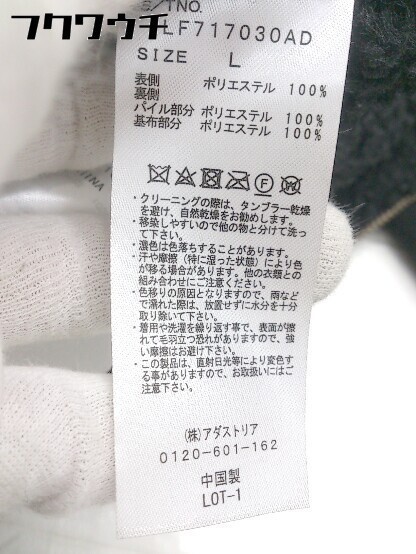 フクワウチ
S/TNO.
LF717030AD
SIZE L
表側 ポリエステル 100%
裏側
パイル部分 ポリエステル 100%
基布部分 ポリエステル 100%
F
・クリーニングの際は、タンブラー乾燥
を避け、自然乾燥をお勧めします。
・移染しやすいので他の物と分けて洗っ
て下さい。
・濃色は色落ちすることがあります。
・汗や摩擦(特に湿った状態)により色
が移る場合があります。他の衣類との
組み合わせにご注意ください。
・色移りの原因となりますので、雨など
で濡れた際は、放置せずに水分を十分
取り除いて下さい。
・着用や洗濯を繰り返す事で、表面が擦
れて毛羽立つ恐れがありますので、強
い摩擦はお避け下さい。
・この製品は、直射日光等により変色す
る事がありますので、お取扱いにはご
注意下さい。
(株)アダストリア
0120-601-162
中国製
LOT-1